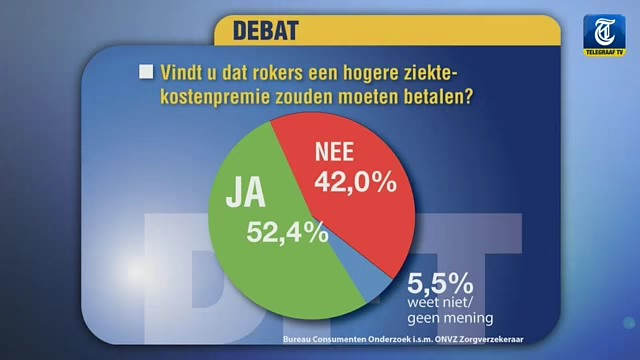 DEBAT
TELEGRAAF TV
Vindt u dat rokers een hogere ziekte-
kostenpremie zouden moeten betalen?
NEE
42,0%
JA
52,4%
5,5%
weet niet/
geen mening
Bureau Consumenten Onderzoek i.s.m. ONVZ Zorgverzekeraar